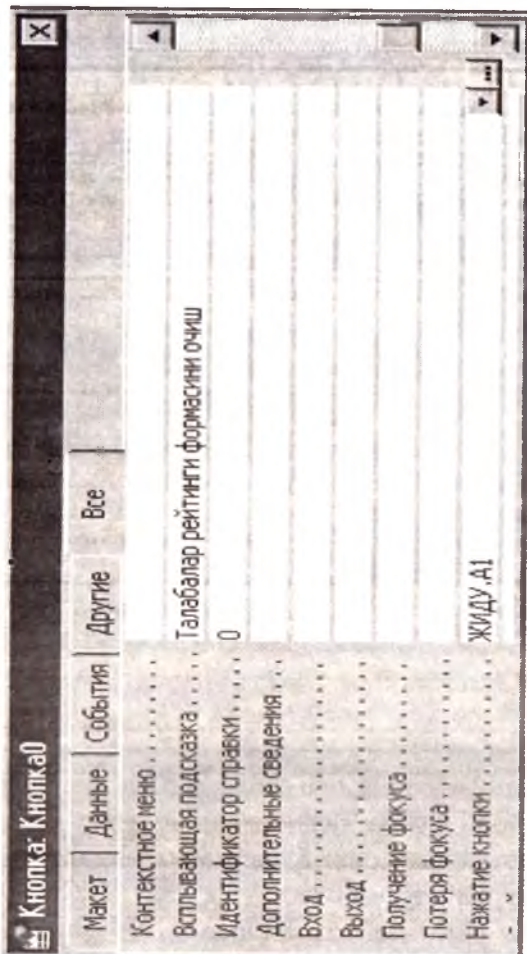 Кнопка: Кнопка0
Макет Данные События Другие Все
Контекстное меню..........
Всплывающая подсказка..... Талабалар рейтинги формасини очиш
Идентификатор справки..... 0
Дополнительные сведения...
Вход....................
Выход...................
Получение фокуса..........
Потеря фокуса............
Нажатие кнопки........... ЖИДУ.А1